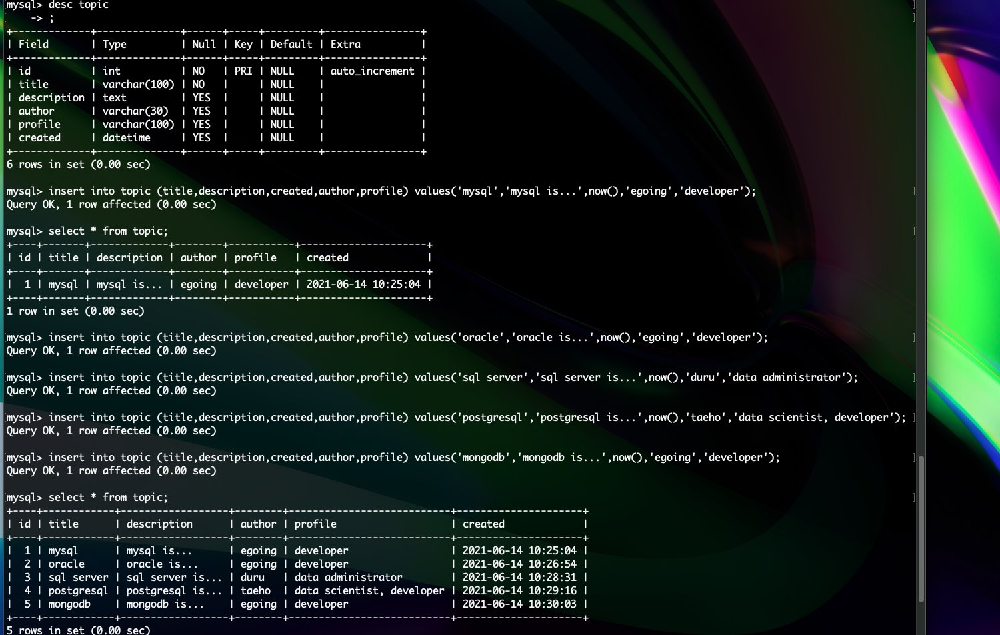 mysql> desc topic
    -> ;
+-------------+--------------+------+-----+---------+----------------+
| Field       | Type         | Null | Key | Default | Extra          |
+-------------+--------------+------+-----+---------+----------------+
| id          | int          | NO   | PRI | NULL    | auto_increment |
| title       | varchar(100) | NO   |     | NULL    |                |
| description | text         | YES  |     | NULL    |                |
| author      | varchar(30)  | YES  |     | NULL    |                |
| profile     | varchar(100) | YES  |     | NULL    |                |
| created     | datetime     | YES  |     | NULL    |                |
+-------------+--------------+------+-----+---------+----------------+
6 rows in set (0.00 sec)

mysql> insert into topic (title,description,created,author,profile) values('mysql','mysql is...',now(),'egoing','developer');
Query OK, 1 row affected (0.00 sec)

mysql> select * from topic;
+----+-------+-------------+--------+-----------+---------------------+
| id | title | description | author | profile   | created             |
+----+-------+-------------+--------+-----------+---------------------+
|  1 | mysql | mysql is... | egoing | developer | 2021-06-14 10:25:04 |
+----+-------+-------------+--------+-----------+---------------------+
1 row in set (0.00 sec)

mysql> insert into topic (title,description,created,author,profile) values('oracle','oracle is...',now(),'egoing','developer');
Query OK, 1 row affected (0.00 sec)

mysql> insert into topic (title,description,created,author,profile) values('sql server','sql server is...',now(),'duru','data administrator');
Query OK, 1 row affected (0.00 sec)

mysql> insert into topic (title,description,created,author,profile) values('postgresql','postgresql is...',now(),'taeho','data scientist, developer');
Query OK, 1 row affected (0.00 sec)

mysql> insert into topic (title,description,created,author,profile) values('mongodb','mongodb is...',now(),'egoing','developer');
Query OK, 1 row affected (0.00 sec)

mysql> select * from topic;
+----+------------+------------------+--------+---------------------------+---------------------+
| id | title      | description      | author | profile                   | created             |
+----+------------+------------------+--------+---------------------------+---------------------+
|  1 | mysql      | mysql is...      | egoing | developer                 | 2021-06-14 10:25:04 |
|  2 | oracle     | oracle is...     | egoing | developer                 | 2021-06-14 10:26:54 |
|  3 | sql server | sql server is... | duru   | data administrator        | 2021-06-14 10:28:31 |
|  4 | postgresql | postgresql is... | taeho  | data scientist, developer | 2021-06-14 10:29:16 |
|  5 | mongodb    | mongodb is...    | egoing | developer                 | 2021-06-14 10:30:03 |
+----+------------+------------------+--------+---------------------------+---------------------+
5 rows in set (0.00 sec)